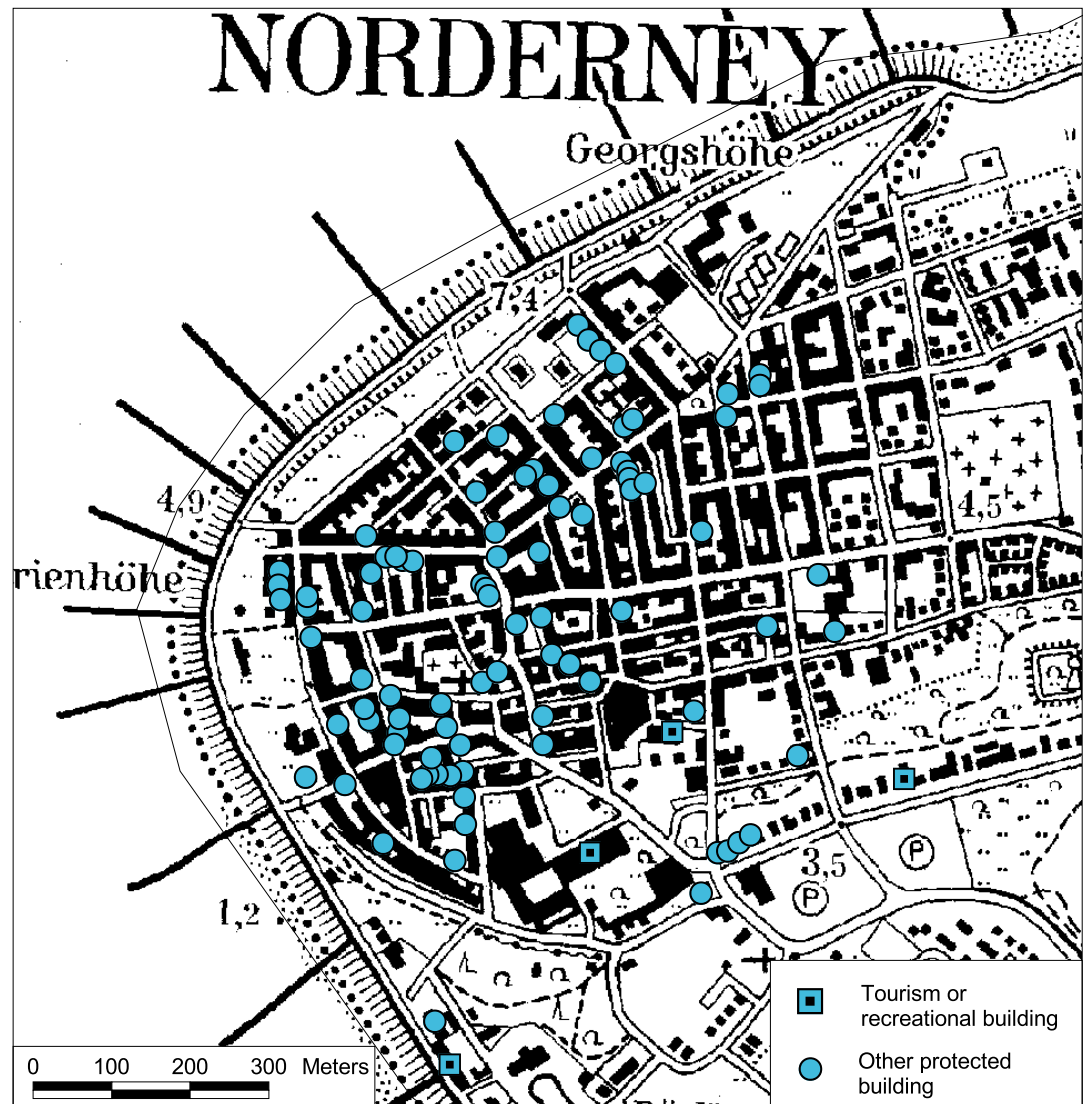 NORDERNEY
Georgshöhe
7,4
4,9
4,5
rienhöhe
3,5
P
P
1,2
Tourism or
recreational building
Other protected
building
0 100 200 300 Meters